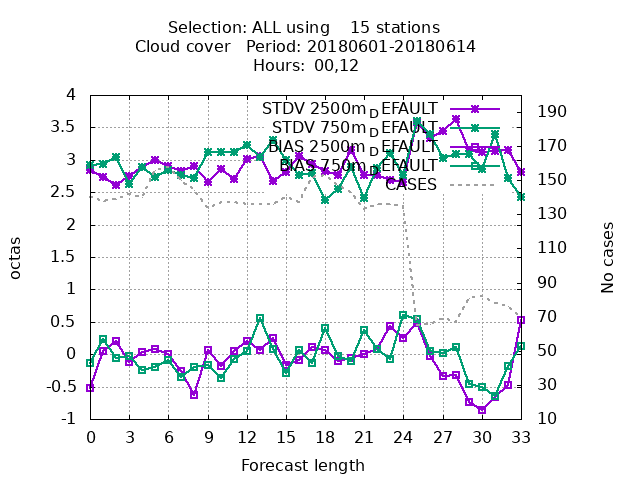 Selection: ALL using    15 stations
Cloud cover   Period: 20180601-20180614
Hours:  00,12
STDV 2500m_DEFAULT
STDV 750m_DEFAULT
BIAS 2500m_DEFAULT
BIAS 750m_DEFAULT
CASES
octas
4
3.5
3
2.5
2
1.5
1
0.5
0
-0.5
-1
190
170
150
130
110
90
70
50
30
10
No cases
0 3 6 9 12 15 18 21 24 27 30 33
Forecast length